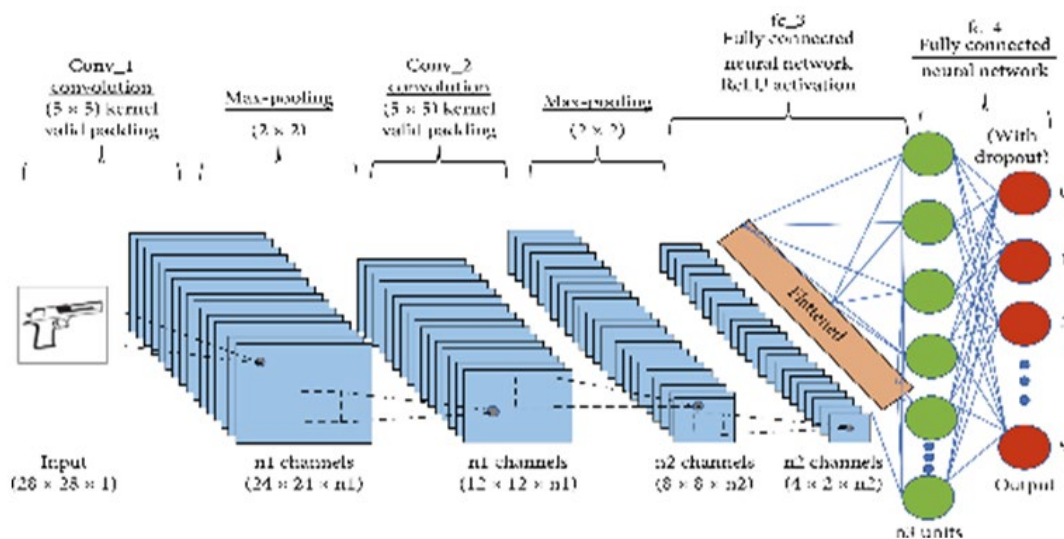 fc_3
Fully connected
neural network
ReLU activation
fc_4
Fully connected
neural network
(With
dropout)
Conv_1
convolution
(5 × 5) kernel
valid padding
Max-pooling
(2 × 2)
Conv_2
convolution
(5 × 5) kernel
valid padding
Max-pooling
(2 × 2)
Flattened
Input
(28 × 28 × 1)
n1 channels
(24 × 24 × n1)
n1 channels
(12 × 12 × n1)
n2 channels
(8 × 8 × n2)
n2 channels
n3 units
Output